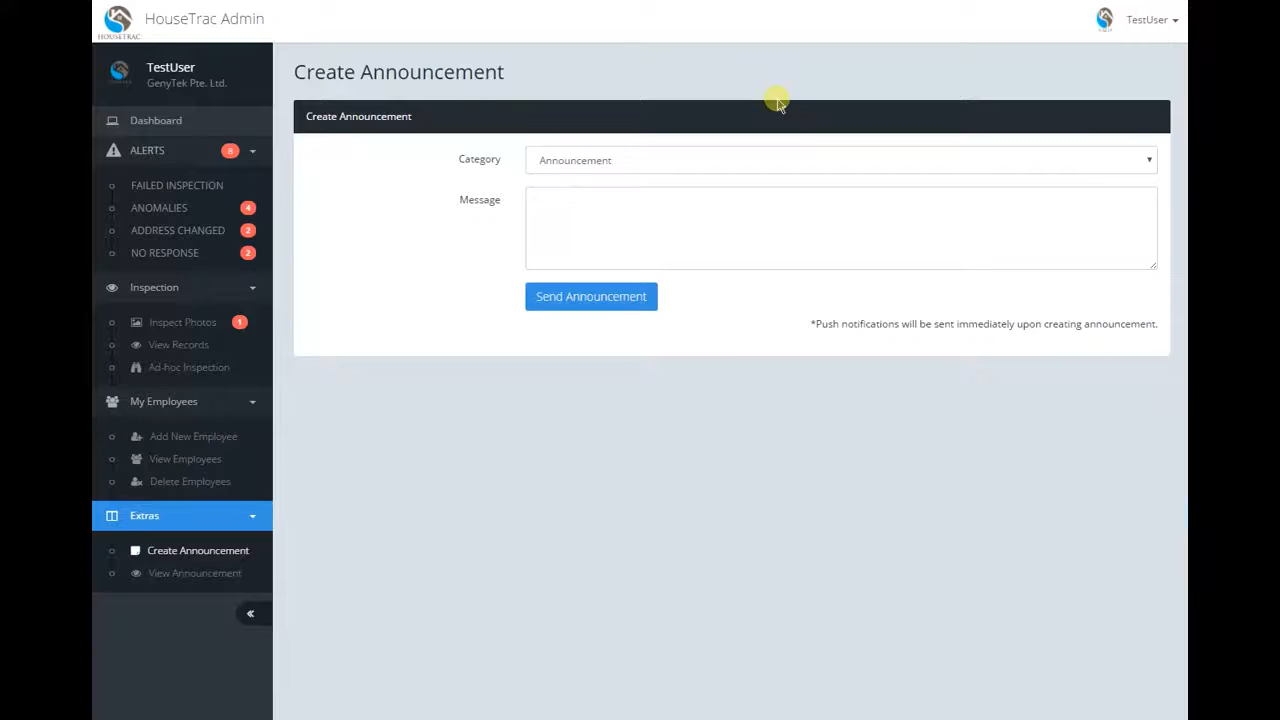 HOUSETRAC
HouseTrac Admin
TestUser
TestUser
GenyTek Pte. Ltd.
Dashboard
ALERTS 8
FAILED INSPECTION
ANOMALIES 4
ADDRESS CHANGED 2
NO RESPONSE 2
Inspection
Inspect Photos 1
View Records
Ad-hoc Inspection
My Employees
Add New Employee
View Employees
Delete Employees
Extras
Create Announcement
View Announcement
Create Announcement
Create Announcement
Category Announcement
Message
Send Announcement
*Push notifications will be sent immediately upon creating announcement.